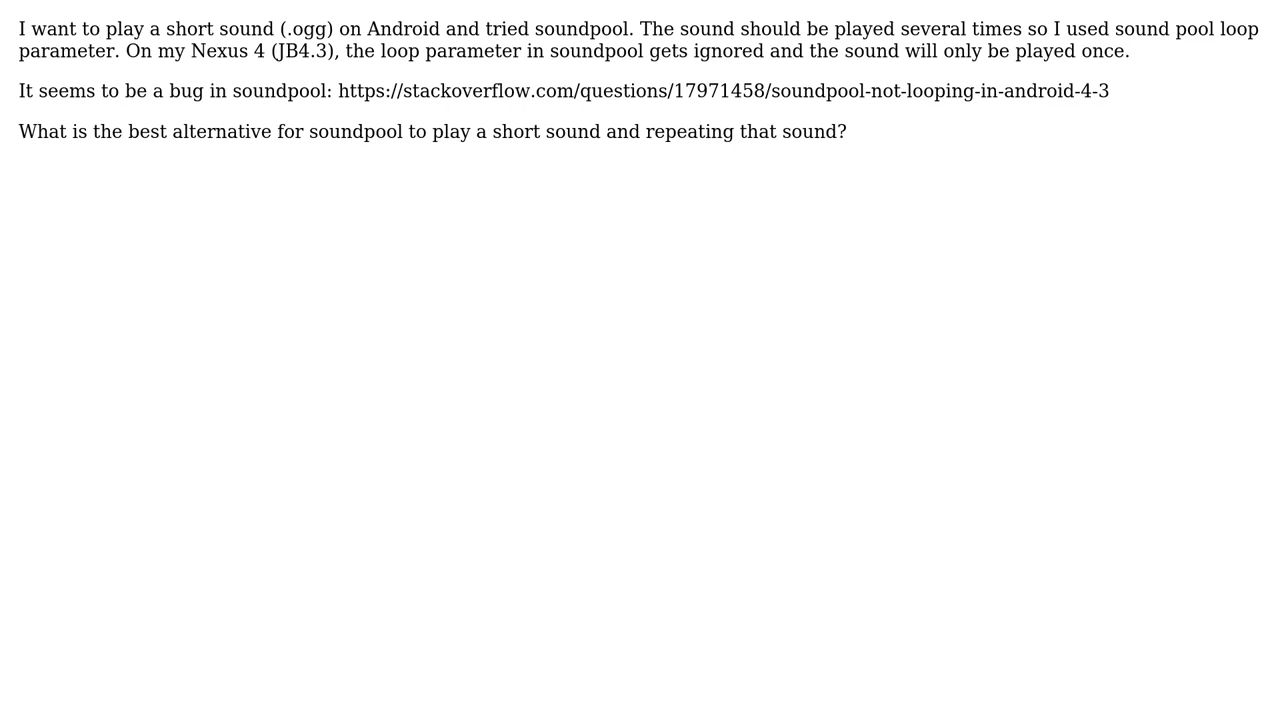 I want to play a short sound (.ogg) on Android and tried soundpool. The sound should be played several times so I used sound pool loop
parameter. On my Nexus 4 (JB4.3), the loop parameter in soundpool gets ignored and the sound will only be played once.
It seems to be a bug in soundpool: https://stackoverflow.com/questions/17971458/soundpool-not-looping-in-android-4-3
What is the best alternative for soundpool to play a short sound and repeating that sound?